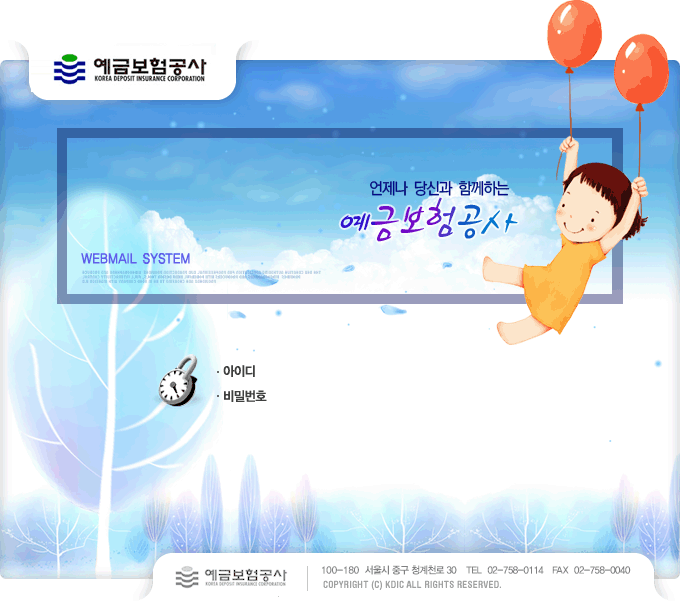 예금보험공사
KOREA DEPOSIT INSURANCE CORPORATION
언제나 당신과 함께하는
예금보험공사
WEBMAIL SYSTEM
· 아이디
· 비밀번호
예금보험공사
KOREA DEPOSIT INSURANCE CORPORATION
100-180 서울시 중구 청계천로 30 TEL 02-758-0114 FAX 02-758-0040
COPYRIGHT (C) KDIC ALL RIGHTS RESERVED.